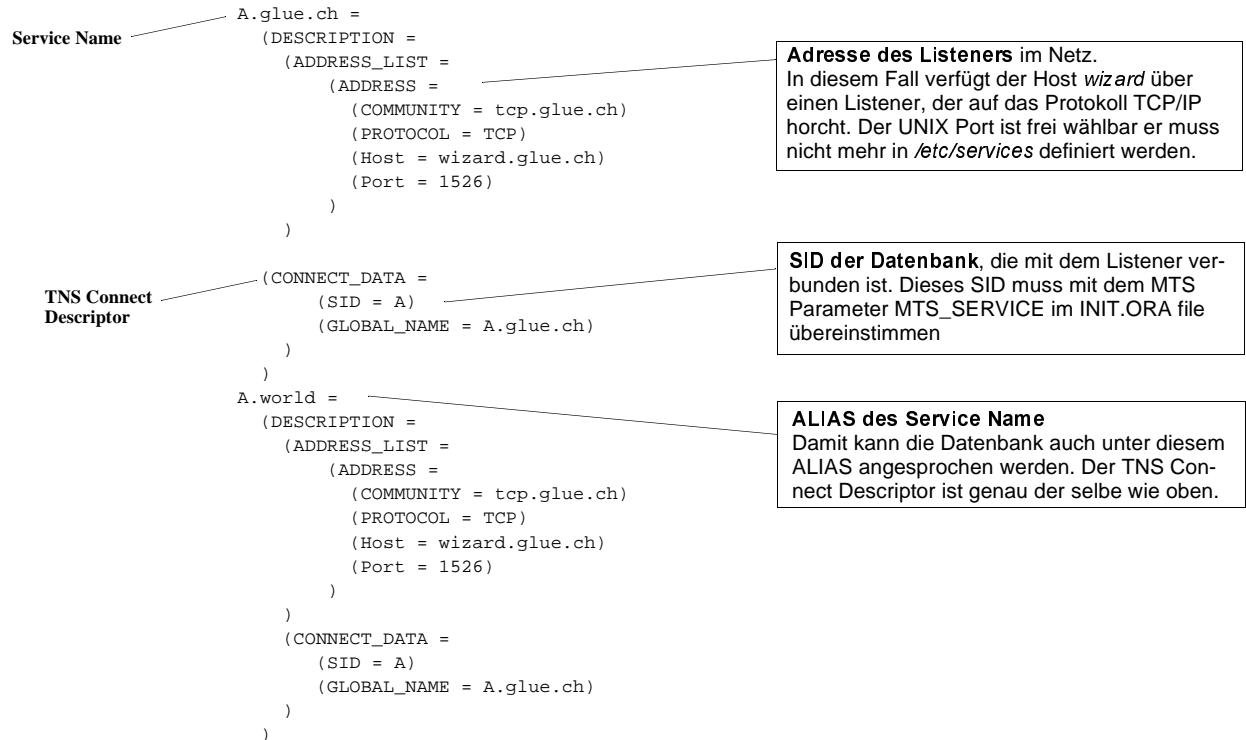 A.glue.ch =
Service Name
(DESCRIPTION =
(ADDRESS_LIST =
(ADDRESS =
(COMMUNITY = tcp.glue.ch)
(PROTOCOL = TCP)
(Host = wizard.glue.ch)
(Port = 1526)
)
)
Adresse des Listeners im Netz.
In diesem Fall verfügt der Host wizard über
einen Listener, der auf das Protokoll TCP/IP
horcht. Der UNIX Port ist frei wählbar er muss
nicht mehr in /etc/services definiert werden.
TNS Connect
Descriptor
(CONNECT_DATA =
(SID = A)
(GLOBAL_NAME = A.glue.ch)
)
)
SID der Datenbank, die mit dem Listener ver-
bunden ist. Dieses SID muss mit dem MTS
Parameter MTS_SERVICE im INIT.ORA file
übereinstimmen
A.world =
(DESCRIPTION =
(ADDRESS_LIST =
(ADDRESS =
(COMMUNITY = tcp.glue.ch)
(PROTOCOL = TCP)
(Host = wizard.glue.ch)
(Port = 1526)
)
)
(CONNECT_DATA =
(SID = A)
(GLOBAL_NAME = A.glue.ch)
)
)
ALIAS des Service Name
Damit kann die Datenbank auch unter diesem
ALIAS angesprochen werden. Der TNS Con-
nect Descriptor ist genau der selbe wie oben.